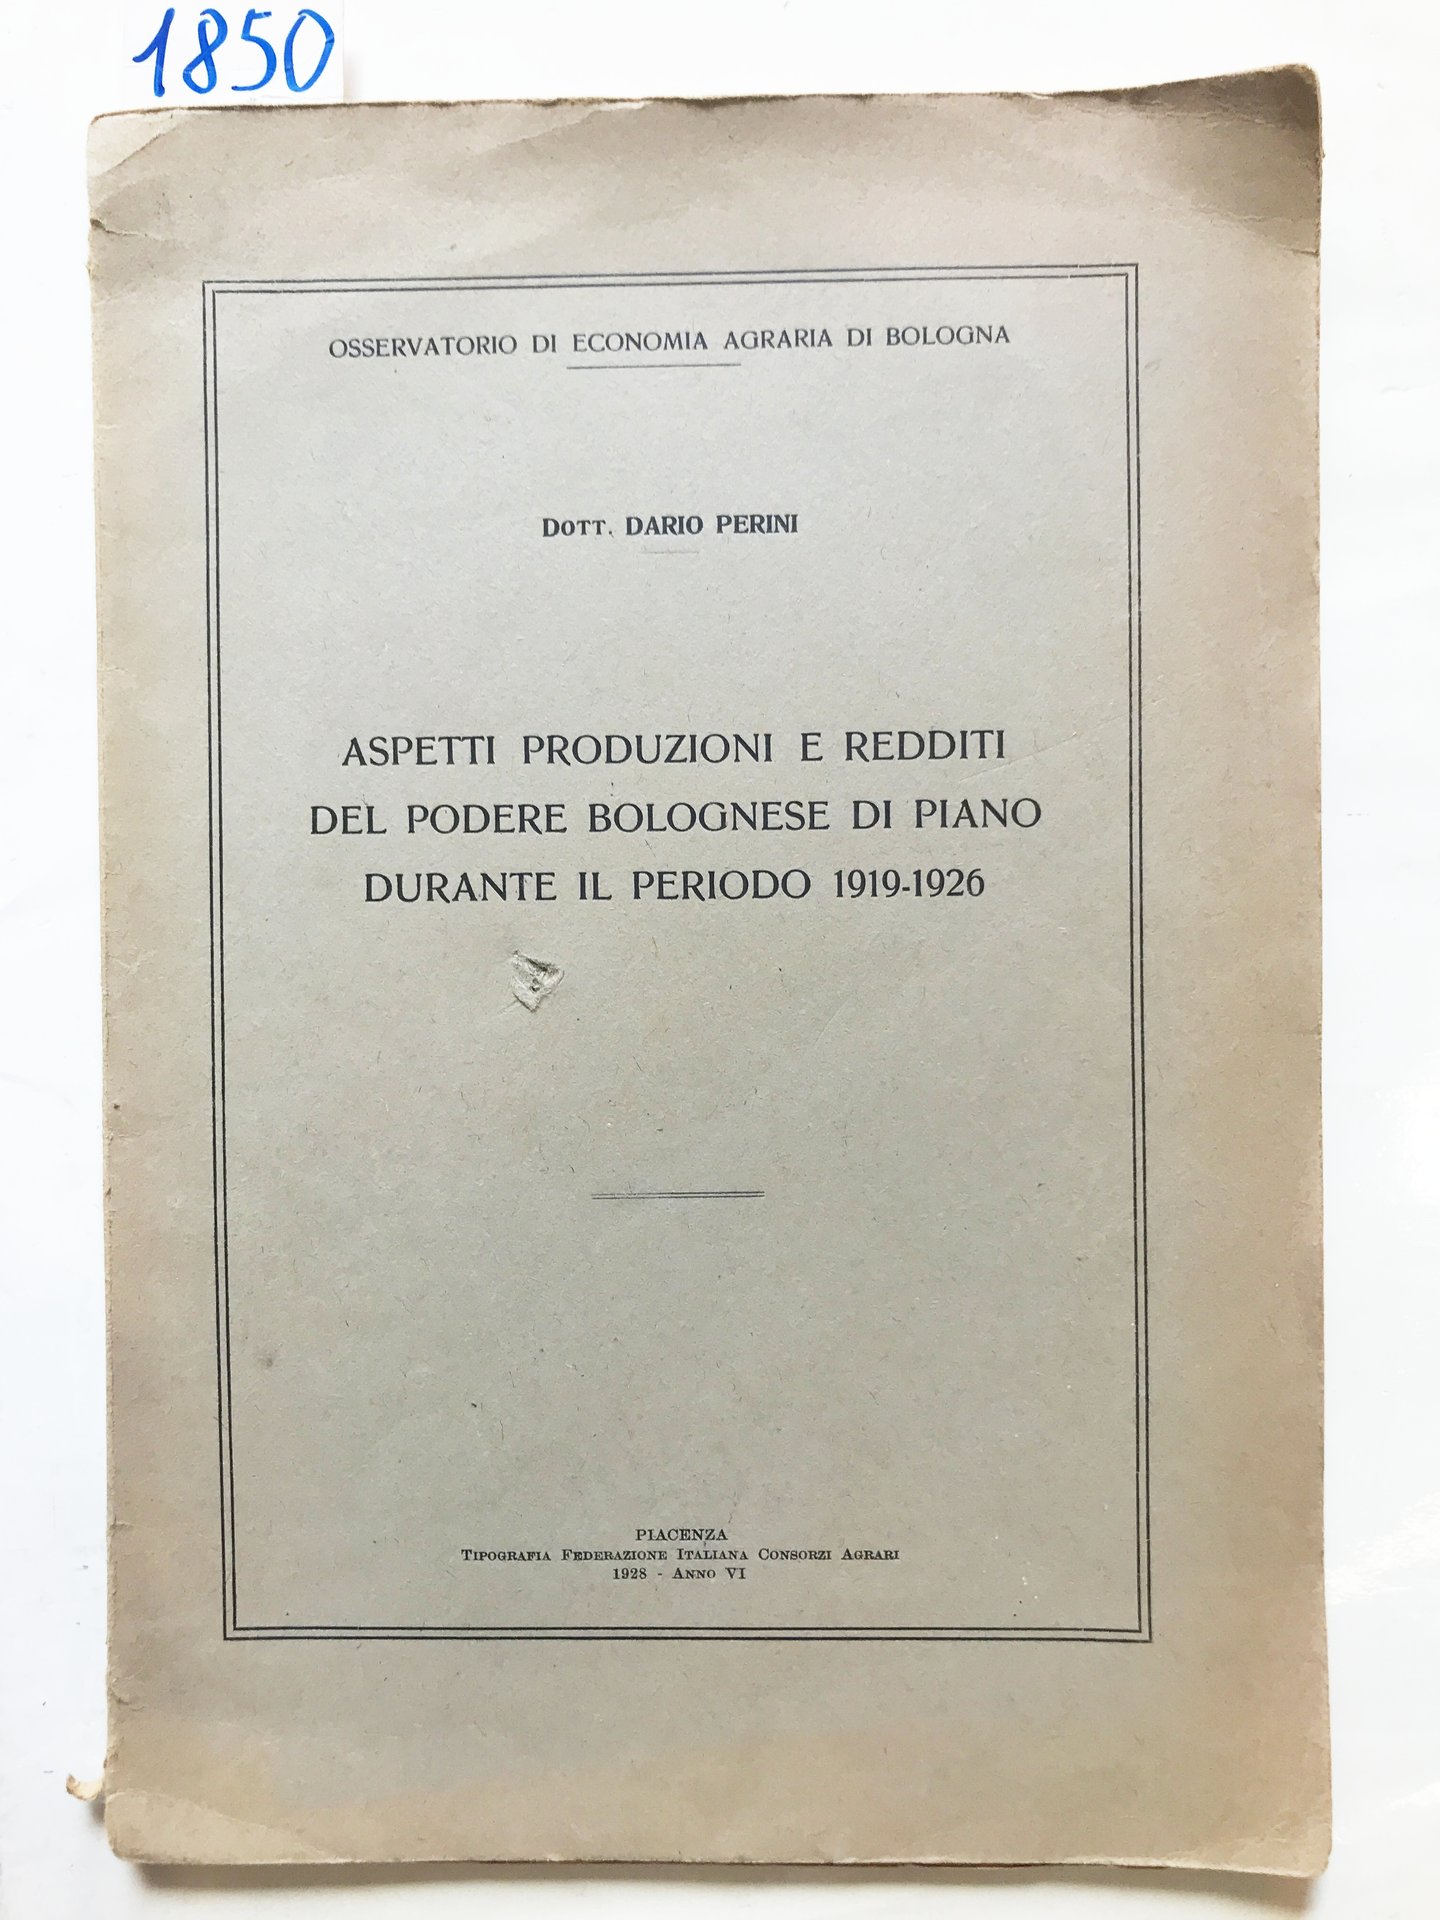 1850
OSSERVATORIO DI ECONOMIA AGRARIA DI BOLOGNA
DOTT. DARIO PERINI
ASPETTI PRODUZIONI E REDDITI
DEL PODERE BOLOGNESE DI PIANO
DURANTE IL PERIODO 1919-1926
PIACENZA
TIPOGRAFIA FEDERAZIONE ITALIANA CONSORZI AGRARI
1928 - ANNO VI